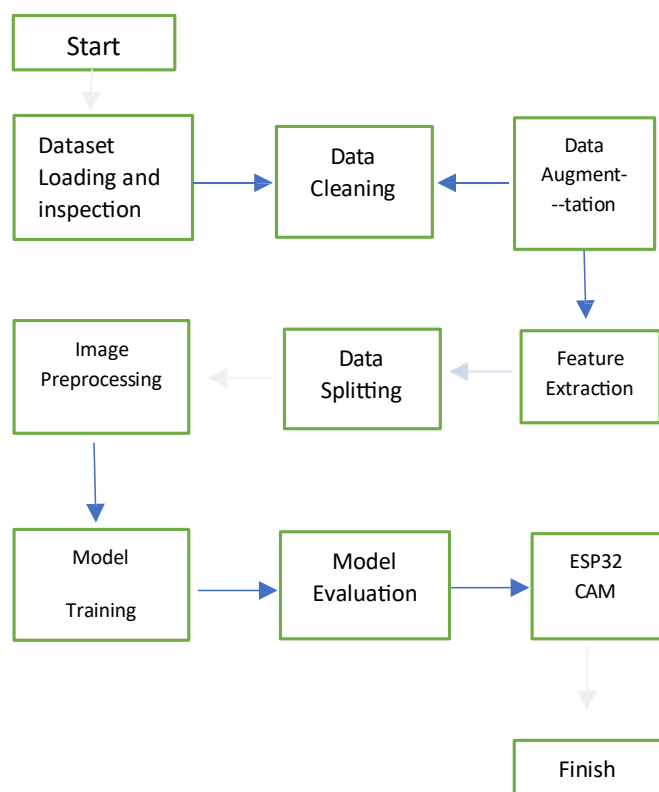 Start
Dataset
Loading and
inspection
Data
Cleaning
Data
Augment-
--tation
Image
Preprocessing
Data
Splitting
Feature
Extraction
Model
Training
Model
Evaluation
ESP32
CAM
Finish